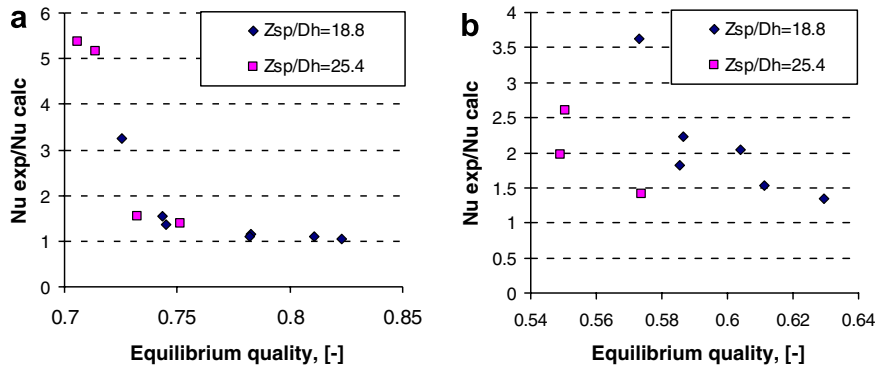 a
Zsp/Dh=18.8
Zsp/Dh=25.4
Nu exp/Nu calc
6
5
4
3
2
1
0
0.7 0.75 0.8 0.85
Equilibrium quality, [-]
b
Zsp/Dh=18.8
Zsp/Dh=25.4
Nu exp/Nu calc
4
3.5
3
2.5
2
1.5
1
0.5
0
0.54 0.56 0.58 0.6 0.62 0.64
Equilibrium quality, [-]